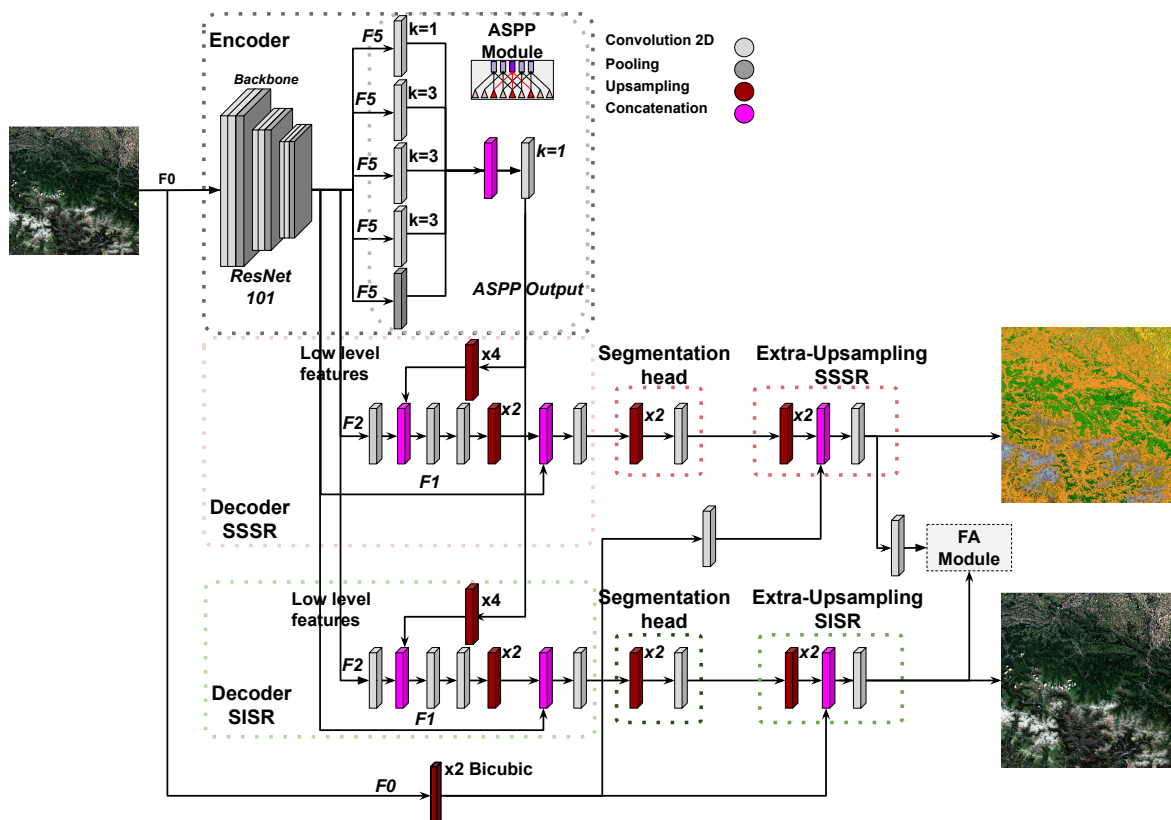 Encoder
Backbone
ResNet
101
F0
F5
k=1
F5
k=3
F5
k=3
F5
k=3
F5
ASPP
Module
k=1
ASPP Output
Convolution 2D
Pooling
Upsampling
Concatenation
Low level
features
x4
F2
x2
F1
Decoder
SSSR
Segmentation
head
x2
Extra-Upsampling
SSSR
x2
FA
Module
Low level
features
x4
F2
x2
F1
Decoder
SISR
Segmentation
head
x2
Extra-Upsampling
SISR
x2
F0
x2 Bicubic